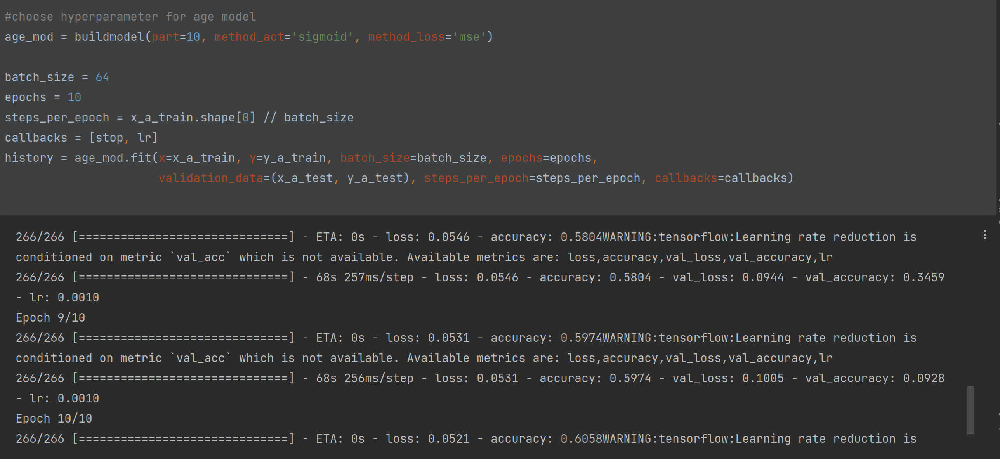 #choose hyperparameter for age model
age_mod = buildmodel(part=10, method_act='sigmoid', method_loss='mse')
batch_size = 64
epochs = 10
steps_per_epoch = x_a_train.shape[0] // batch_size
callbacks = [stop, lr]
history = age_mod.fit(x=x_a_train, y=y_a_train, batch_size=batch_size, epochs=epochs,
validation_data=(x_a_test, y_a_test), steps_per_epoch=steps_per_epoch, callbacks=callbacks)
266/266 [==============================] - ETA: 0s - loss: 0.0546 - accuracy: 0.5804WARNING:tensorflow:Learning rate reduction is
conditioned on metric `val_acc` which is not available. Available metrics are: loss,accuracy,val_loss,val_accuracy,lr
266/266 [==============================] - 68s 257ms/step - loss: 0.0546 - accuracy: 0.5804 - val_loss: 0.0944 - val_accuracy: 0.3459
- lr: 0.0010
Epoch 9/10
266/266 [==============================] - ETA: 0s - loss: 0.0531 - accuracy: 0.5974WARNING:tensorflow:Learning rate reduction is
conditioned on metric `val_acc` which is not available. Available metrics are: loss,accuracy,val_loss,val_accuracy,lr
266/266 [==============================] - 68s 256ms/step - loss: 0.0531 - accuracy: 0.5974 - val_loss: 0.1005 - val_accuracy: 0.0928
- lr: 0.0010
Epoch 10/10
266/266 [==============================] - ETA: 0s - loss: 0.0521 - accuracy: 0.6058WARNING:tensorflow:Learning rate reduction is